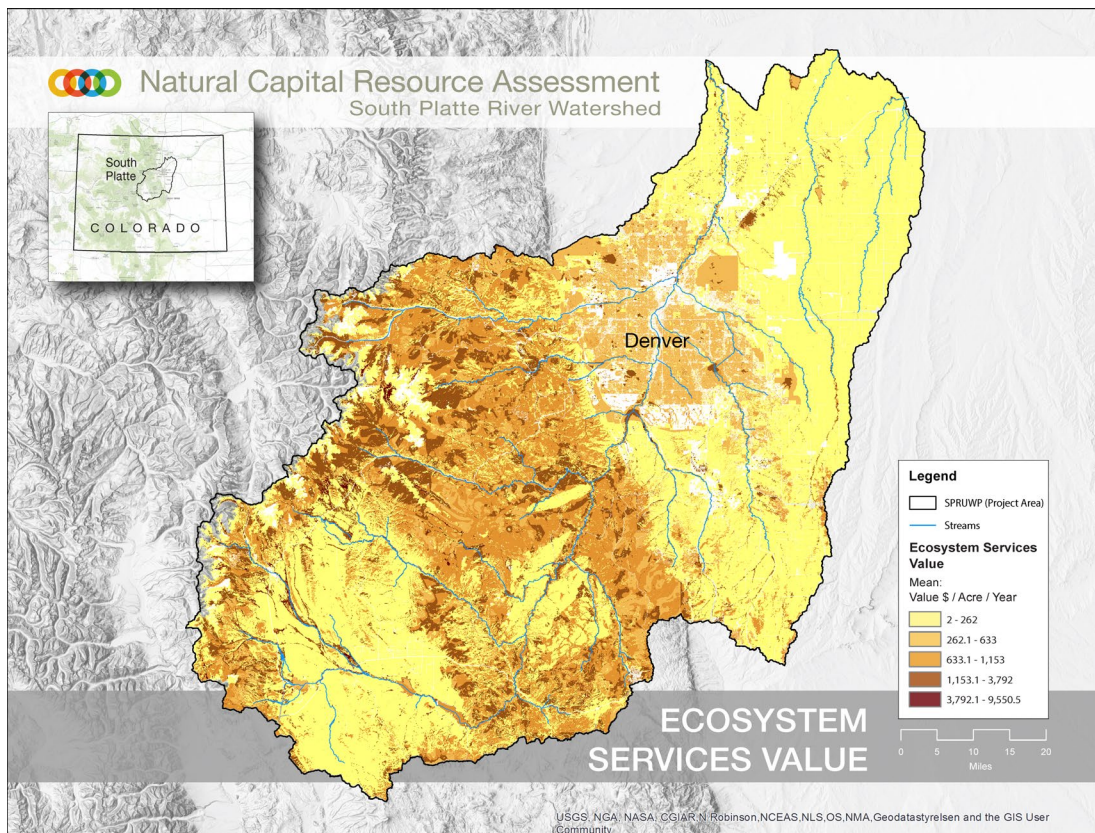 Natural Capital Resource Assessment
South Platte River Watershed
South
Platte
COLORADO
Denver
Legend
SPRUWP (Project Area)
Streams
Ecosystem Services
Value
Mean:
Value $ / Acre / Year
2 - 262
262.1 - 633
633.1 - 1,153
1,153.1 - 3,792
3,792.1 - 9,550.5
ECOSYSTEM
SERVICES VALUE
0 5 10 15 20
Miles
USGS, NGA, NASA, CGIAR,N Robinson,NCEAS,NLS,OS,NMA,Geodatastyrelsen and the GIS User
Community